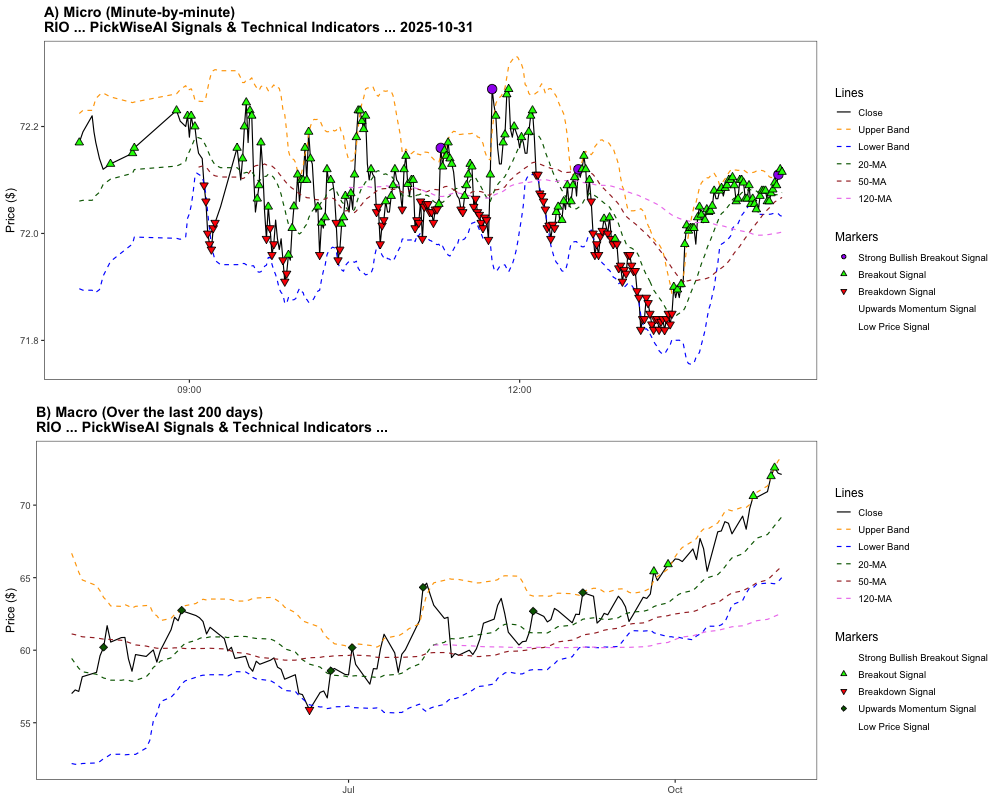 A) Micro (Minute-by-minute)
RIO ... PickWiseAI Signals & Technical Indicators ... 2025-10-31
Price ($)
72.2
72.0
71.8
09:00
12:00
Lines
Close
Upper Band
Lower Band
20-MA
50-MA
120-MA
Markers
Strong Bullish Breakout Signal
Breakout Signal
Breakdown Signal
Upwards Momentum Signal
Low Price Signal
B) Macro (Over the last 200 days)
RIO ... PickWiseAI Signals & Technical Indicators ...
Price ($)
70
65
60
55
Jul
Oct
Lines
Close
Upper Band
Lower Band
20-MA
50-MA
120-MA
Markers
Strong Bullish Breakout Signal
Breakout Signal
Breakdown Signal
Upwards Momentum Signal
Low Price Signal